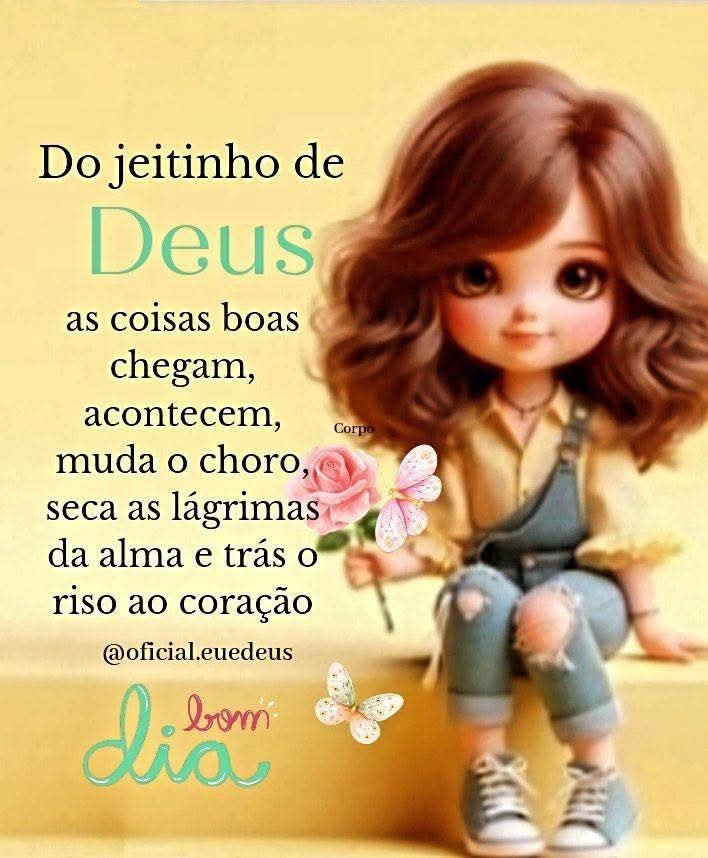 Do jeitinho de
Deus
as coisas boas
chegam,
acontecem,
Corpo
muda o choro,
seca as lágrimas
da alma e trás o
riso ao coração
@oficial.euedeus
bom
dia